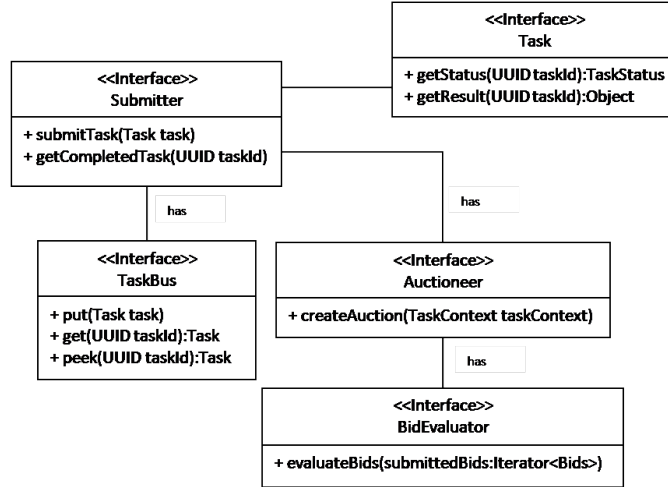 <<Interface>>
Task
+ getStatus(UUID taskId):TaskStatus
+ getResult(UUID taskId):Object
<<Interface>>
Submitter
+ submitTask(Task task)
+ getCompletedTask(UUID taskId)
has
has
<<Interface>>
TaskBus
+ put(Task task)
+ get(UUID taskId):Task
+ peek(UUID taskId):Task
<<Interface>>
Auctioneer
+ createAuction(TaskContext taskContext)
has
<<Interface>>
BidEvaluator
+ evaluateBids(submittedBids:Iterator<Bids>)